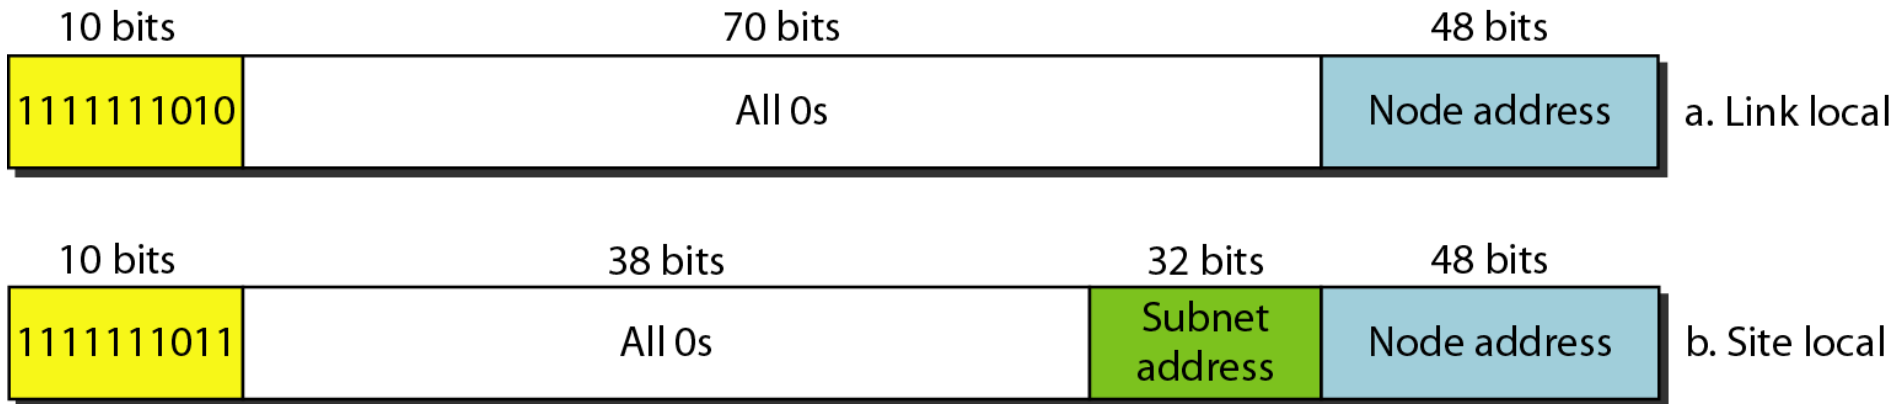 10 bits 70 bits 48 bits
1111111010 All 0s Node address a. Link local
10 bits 38 bits 32 bits 48 bits
1111111011 All 0s Subnet address Node address b. Site local